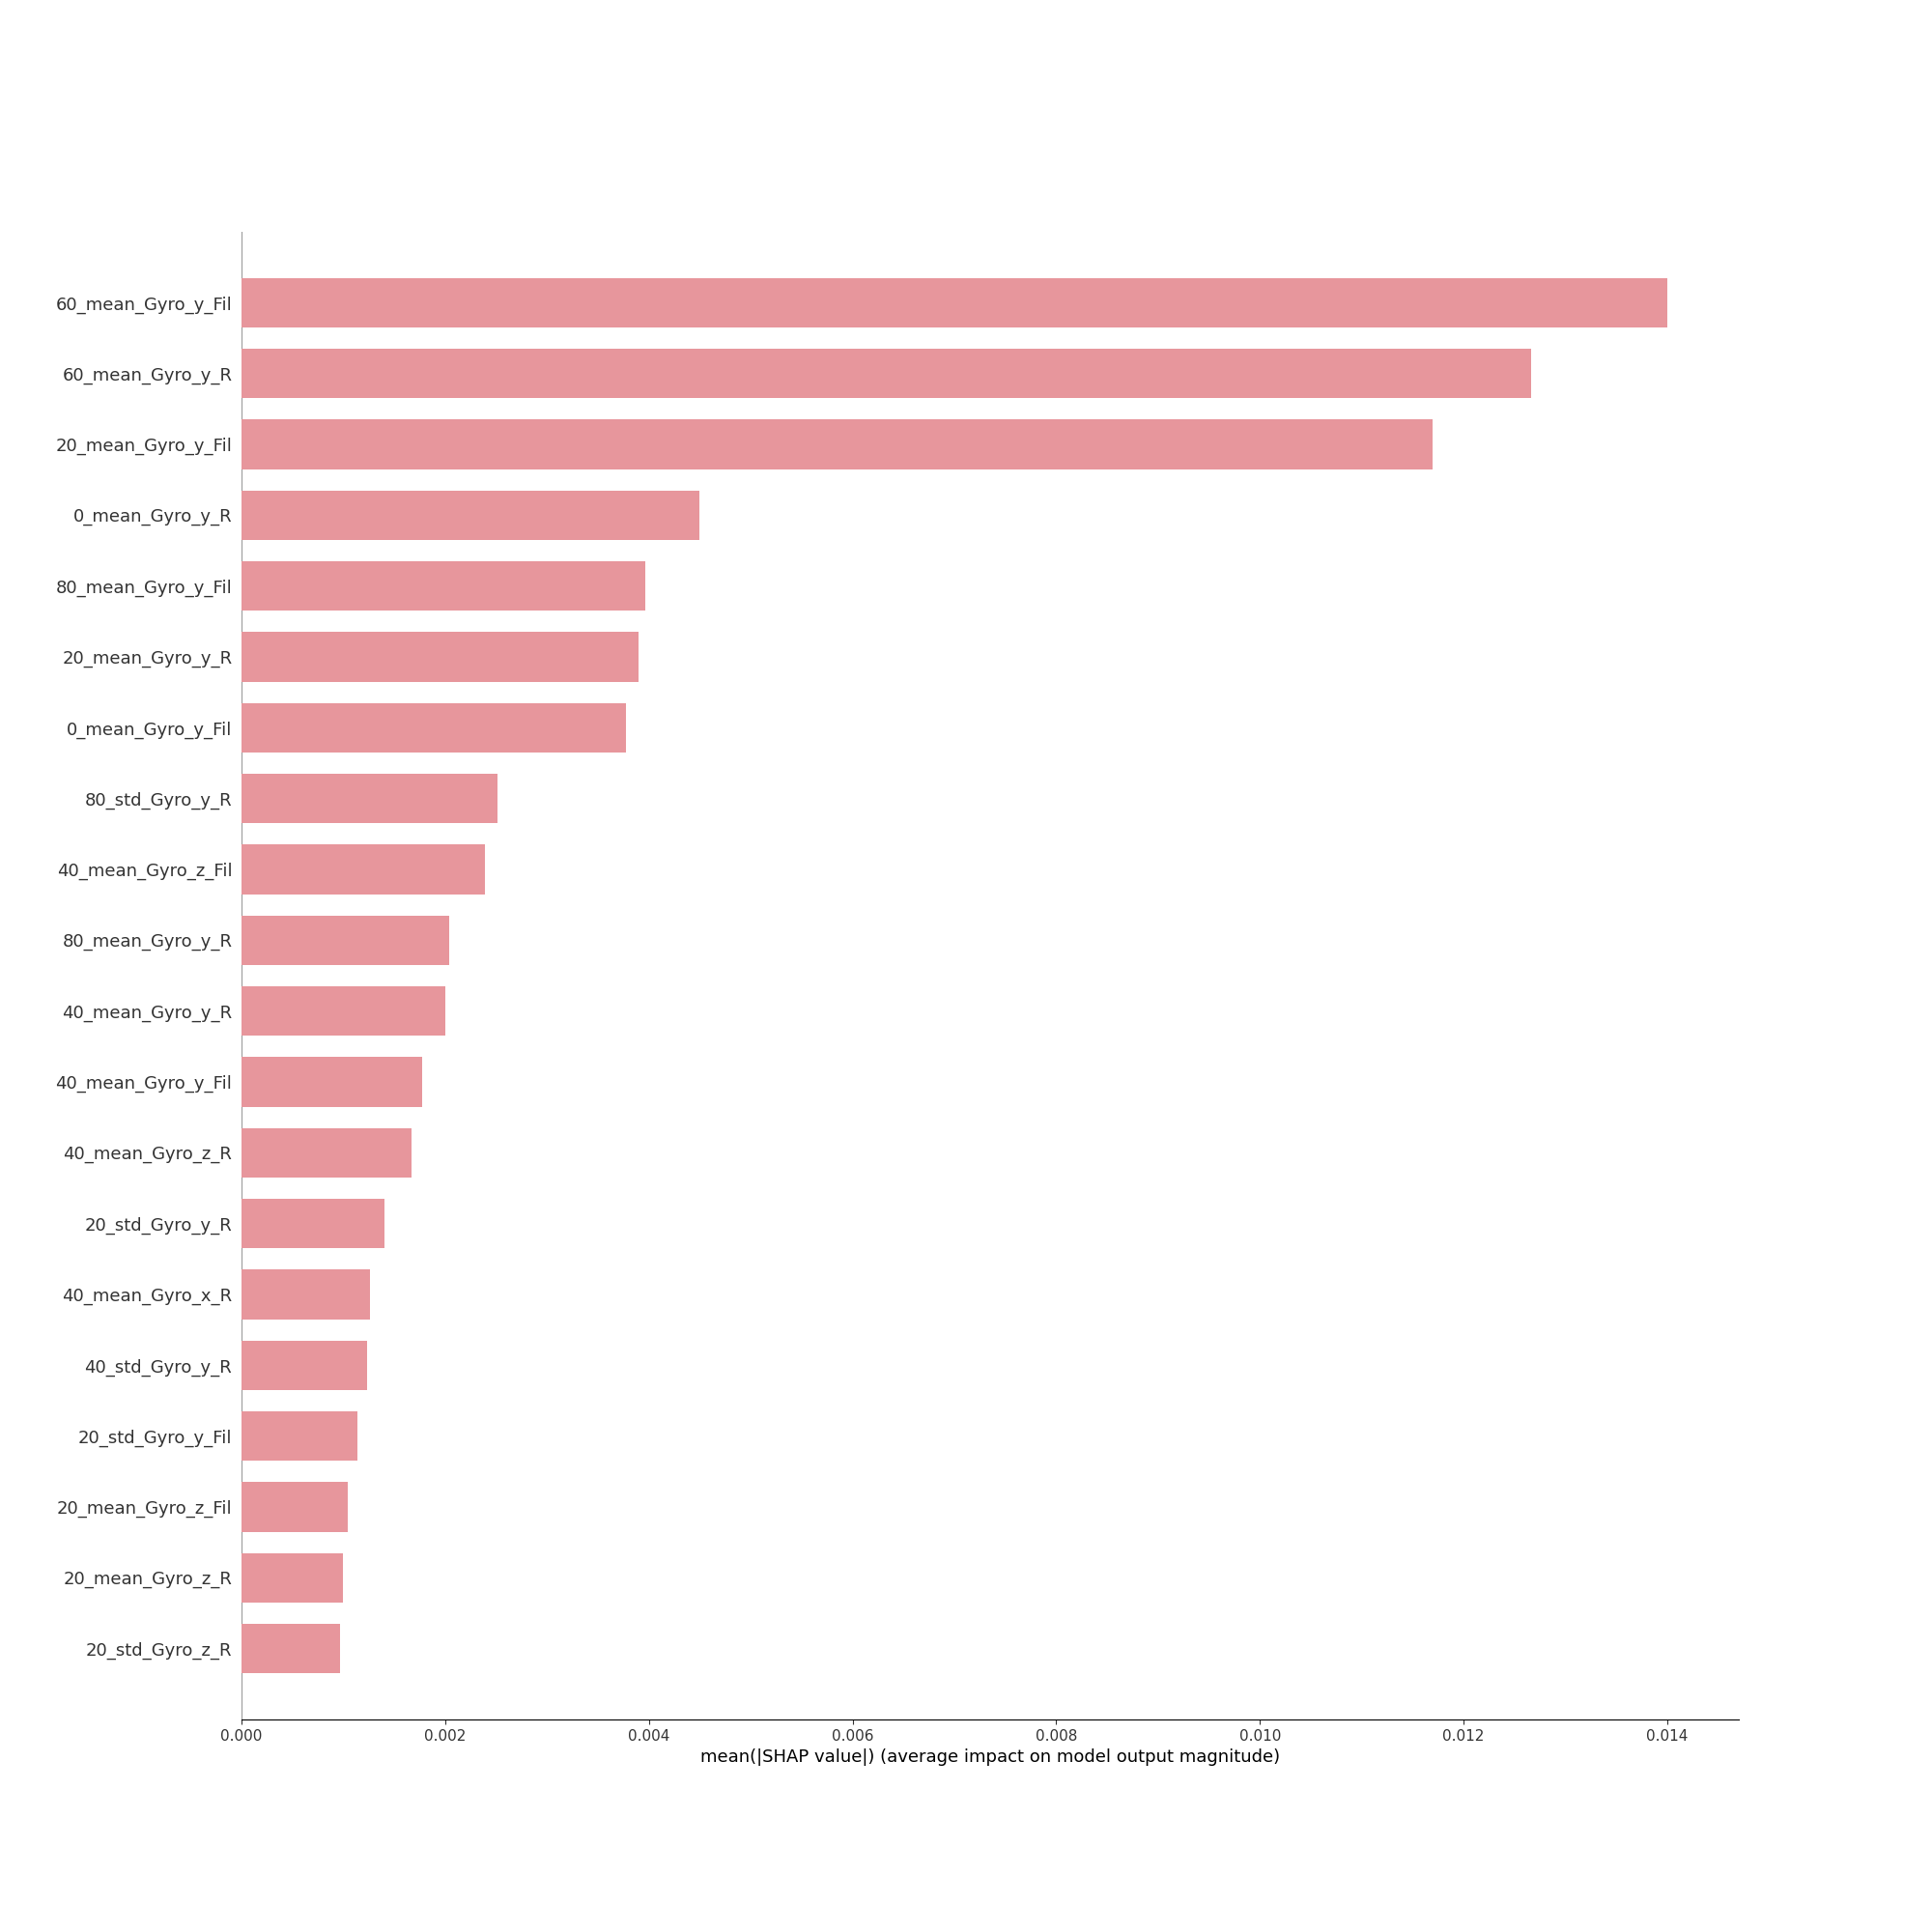 60_mean_Gyro_y_Fil
60_mean_Gyro_y_R
20_mean_Gyro_y_Fil
0_mean_Gyro_y_R
80_mean_Gyro_y_Fil
20_mean_Gyro_y_R
0_mean_Gyro_y_Fil
80_std_Gyro_y_R
40_mean_Gyro_z_Fil
80_mean_Gyro_y_R
40_mean_Gyro_y_R
40_mean_Gyro_y_Fil
40_mean_Gyro_z_R
20_std_Gyro_y_R
40_mean_Gyro_x_R
40_std_Gyro_y_R
20_std_Gyro_y_Fil
20_mean_Gyro_z_Fil
20_mean_Gyro_z_R
20_std_Gyro_z_R
0.000 0.002 0.004 0.006 0.008 0.010 0.012 0.014
mean(|SHAP value|) (average impact on model output magnitude)